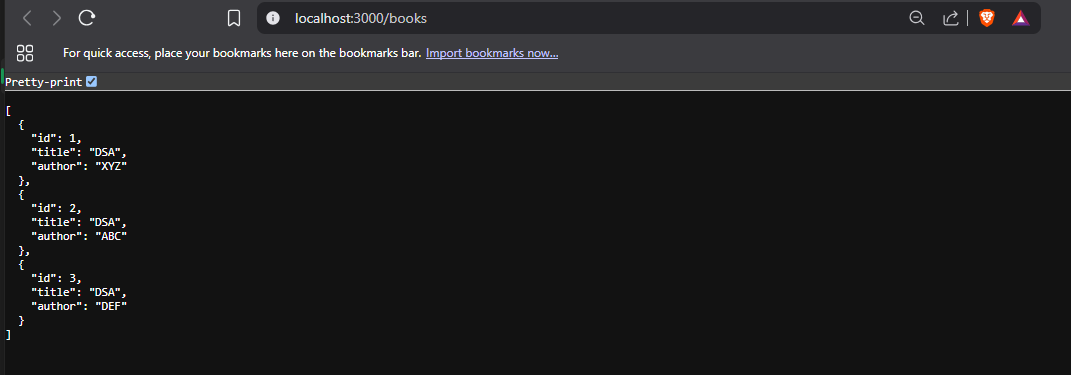 localhost:3000/books
For quick access, place your bookmarks here on the bookmarks bar. Import bookmarks now...
Pretty-print
[
  {
    "id": 1,
    "title": "DSA",
    "author": "XYZ"
  },
  {
    "id": 2,
    "title": "DSA",
    "author": "ABC"
  },
  {
    "id": 3,
    "title": "DSA",
    "author": "DEF"
  }
]